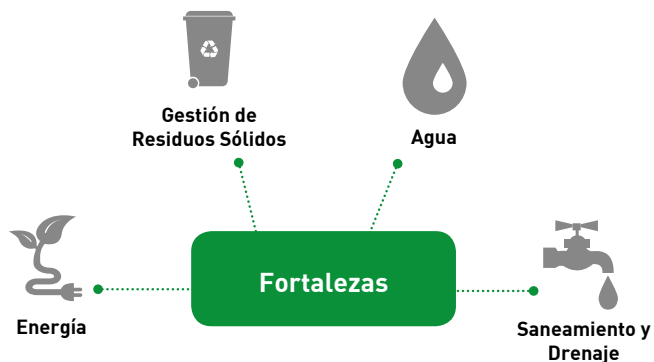 Gestión de
Residuos Sólidos
Agua
Fortalezas
Energía
Saneamiento y
Drenaje